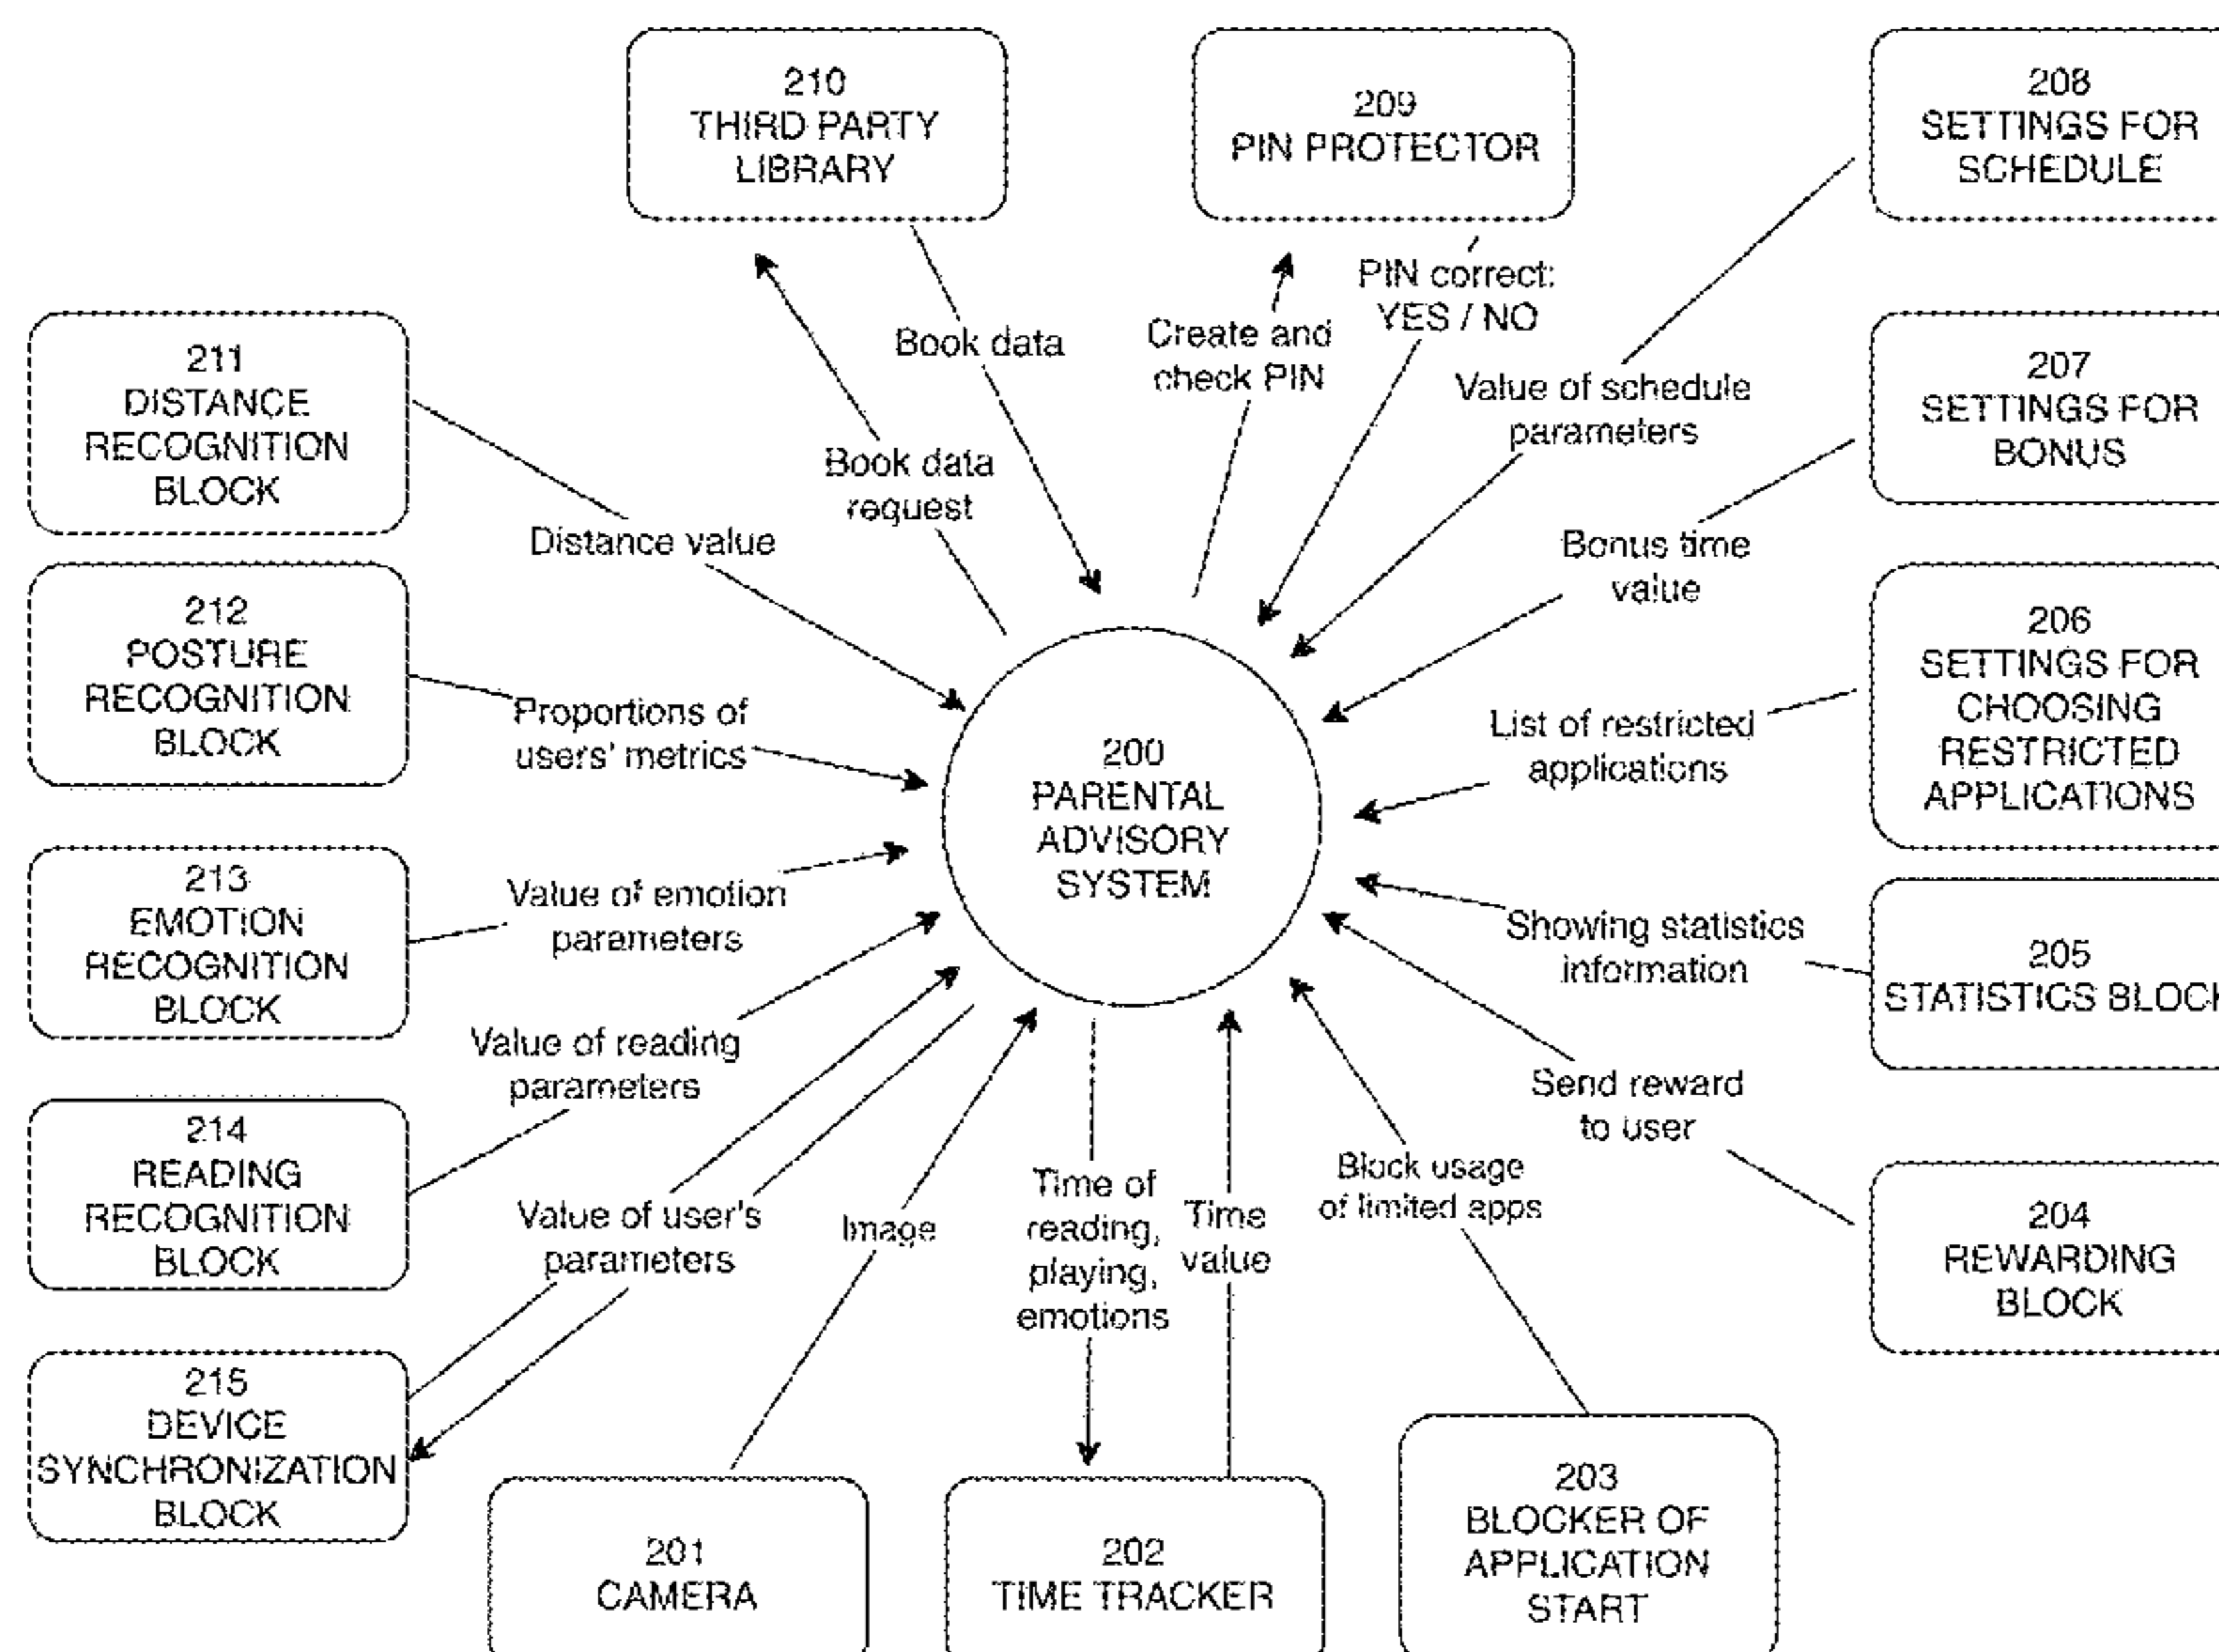 210
THIRD PARTY
LIBRARY
209
PIN PROTECTOR
208
SETTINGS FOR
SCHEDULE
PIN correct:
YES / NO
Create and
check PIN
Book data
Value of schedule
parameters
211
DISTANCE
RECOGNITION
BLOCK
207
SETTINGS FOR
BONUS
Book data
request
Distance value
Bonus time
value
212
POSTURE
RECOGNITION
BLOCK
Proportions of
users' metrics
206
SETTINGS FOR
CHOOSING
RESTRICTED
APPLICATIONS
List of restricted
applications
200
PARENTAL
ADVISORY
SYSTEM
213
EMOTION
RECOGNITION
BLOCK
Value of emotion
parameters
Showing statistics
information
205
STATISTICS BLOCK
Value of reading
parameters
Send reward
to user
214
READING
RECOGNITION
BLOCK
Value of user's
parameters
Image
Time of
reading,
playing,
emotions
Time
value
Block usage
of limited apps
204
REWARDING
BLOCK
215
DEVICE
SYNCHRONIZATION
BLOCK
201
CAMERA
202
TIME TRACKER
203
BLOCKER OF
APPLICATION
START